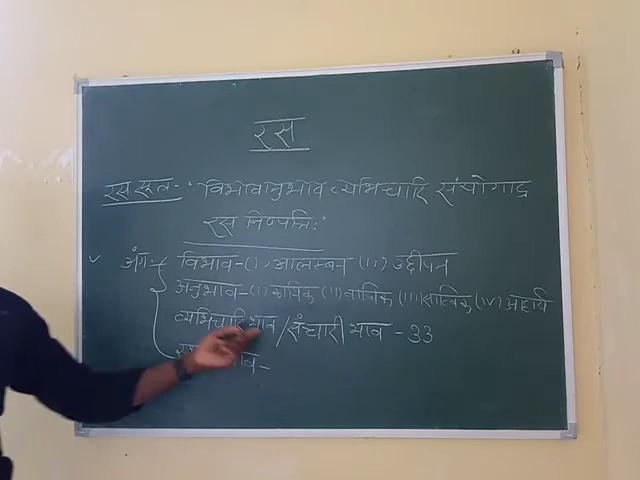 रस
रस सूत्र - "विभावानुभाव व्यभिचारि संयोगाद्र
रस निष्पत्तिः"
अंग- विभाव - (i) आलम्बन (ii) उद्दीपन
अनुभाव - (i) कायिक (ii) वाचिक (iii) सात्विक (iv) आहार्य
व्यभिचारि भाव / संचारी भाव - 33
भाव -